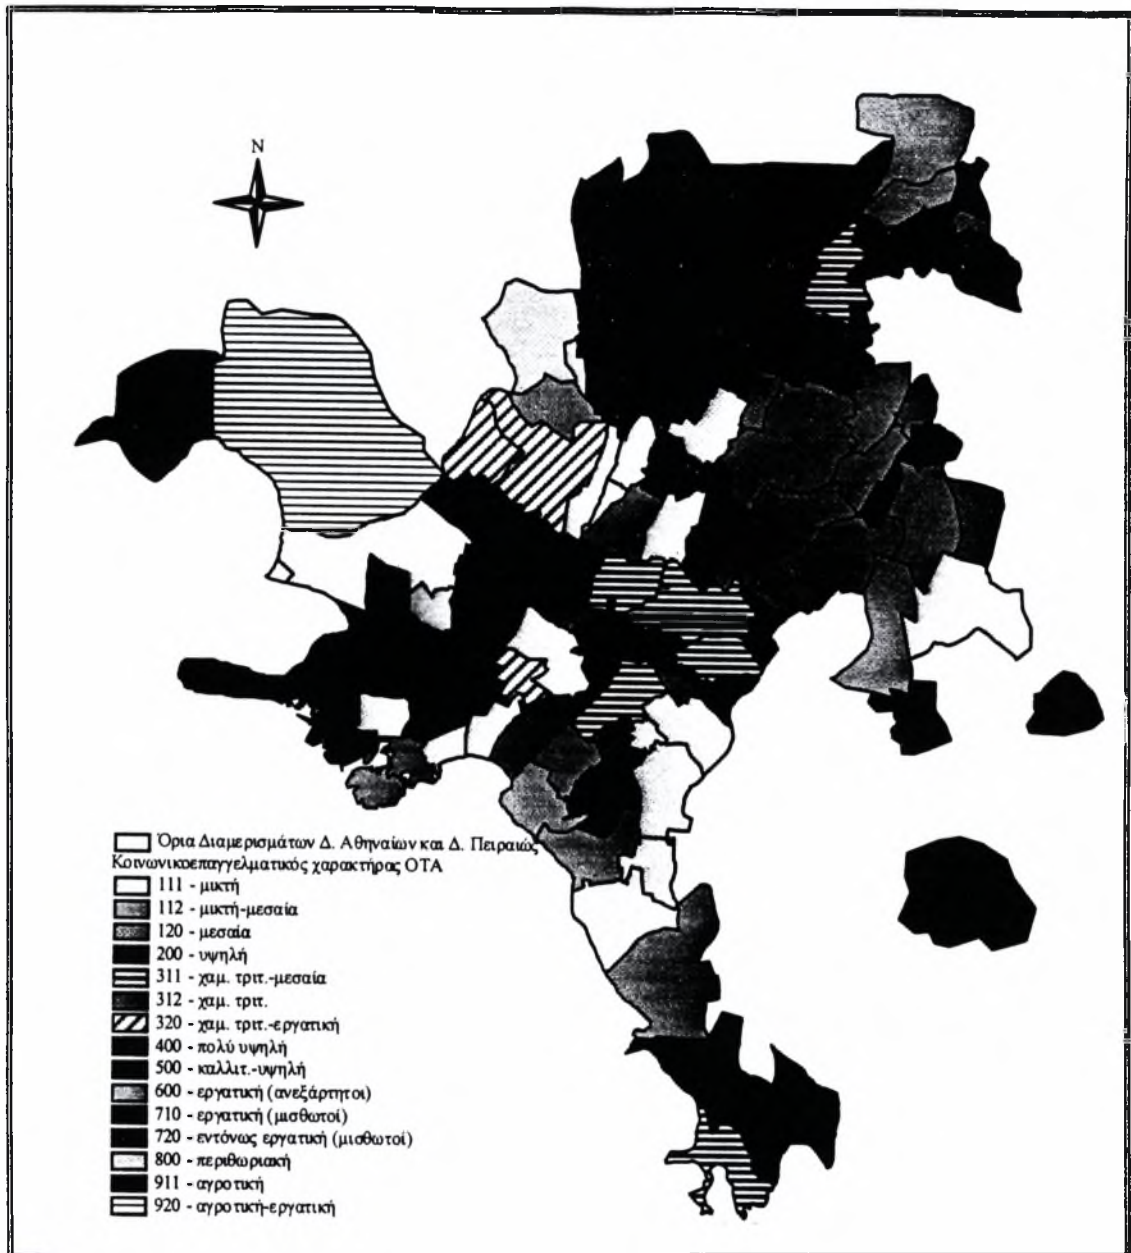 N
Όρια Διαμερισμάτων Δ. Αθηναίων και Δ. Πειραιώς
Κοινωνικοεπαγγελματικός χαρακτήρας ΟΤΑ
111 - μικτή
112 - μικτή-μεσαία
120 - μεσαία
200 - υψηλή
311 - χαμ. τριτ.-μεσαία
312 - χαμ. τριτ.
320 - χαμ. τριτ.-εργατική
400 - πολύ υψηλή
500 - καλλιτ.-υψηλή
600 - εργατική (ανεξάρτητοι)
710 - εργατική (μισθωτοί)
720 - εντόνως εργατική (μισθωτοί)
800 - περιθωριακή
911 - αγροτική
920 - αγροτική-εργατική